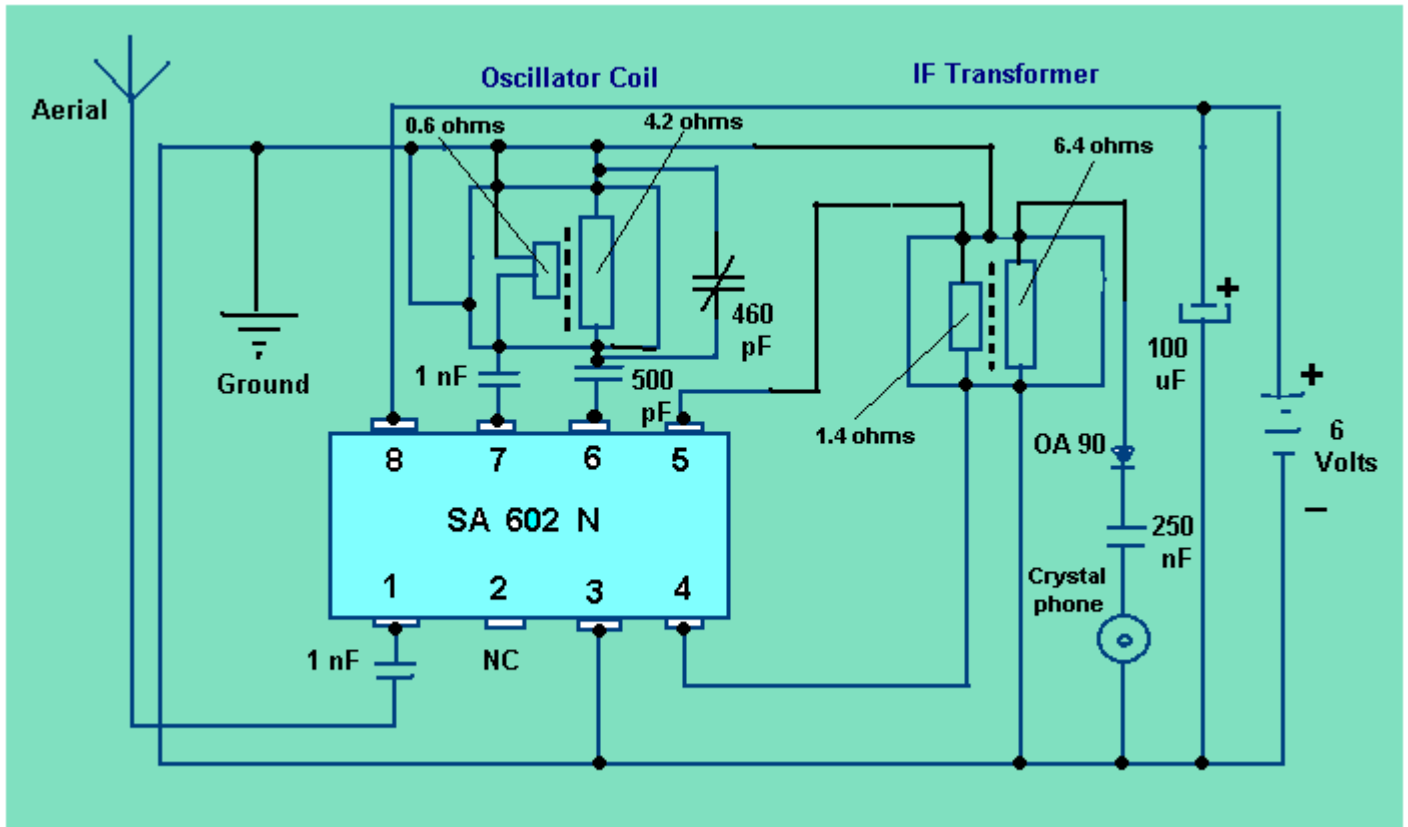 Oscillator Coil
IF Transformer
Aerial
0.6 ohms
4.2 ohms
6.4 ohms
460
pF
Ground
1 nF
500
pF
1.4 ohms
100
uF
+
+
6
Volts
−
OA 90
250
nF
Crystal
phone
8
7
6
5
SA 602 N
1
2
3
4
1 nF
NC